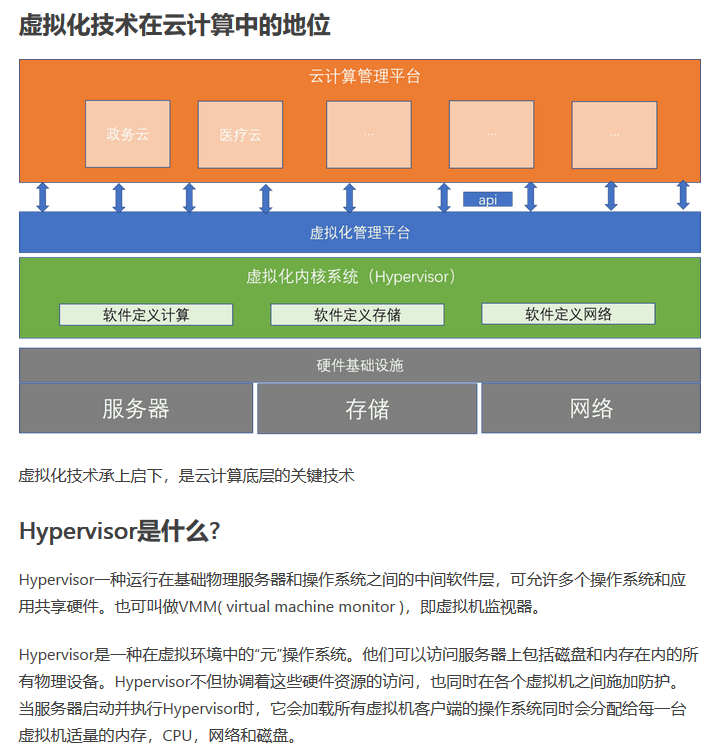 虚拟化技术在云计算中的地位
云计算管理平台
政务云
医疗云
...
...
...
api
虚拟化管理平台
虚拟化内核系统（Hypervisor）
软件定义计算
软件定义存储
软件定义网络
硬件基础设施
服务器
存储
网络
虚拟化技术承上启下，是云计算底层的关键技术
Hypervisor是什么？
Hypervisor一种运行在基础物理服务器和操作系统之间的中间软件层，可允许多个操作系统和应
用共享硬件。也可叫做VMM( virtual machine monitor )，即虚拟机监视器。
Hypervisor是一种在虚拟环境中的“元”操作系统。他们可以访问服务器上包括磁盘和内存在内的所
有物理设备。Hypervisor不但协调着这些硬件资源的访问，也同时在各个虚拟机之间施加防护。
当服务器启动并执行Hypervisor时，它会加载所有虚拟机客户端的操作系统同时会分配给每一台
虚拟机适量的内存，CPU，网络和磁盘。